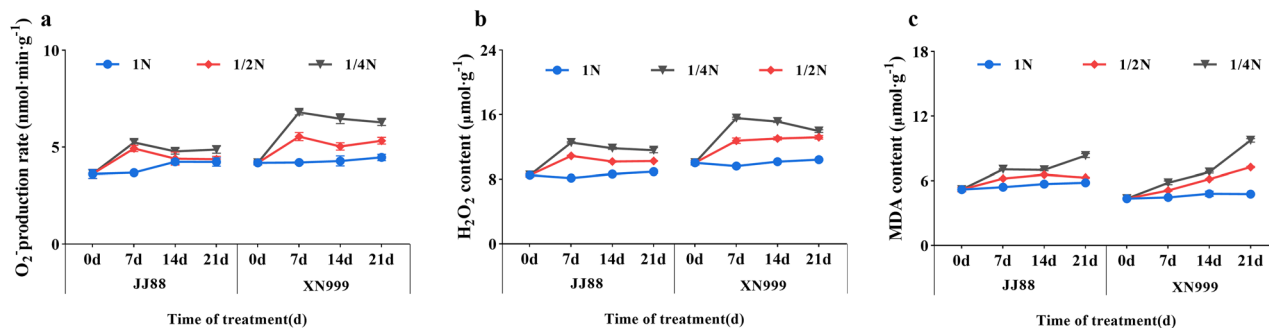 a
O₂⁻production rate (nmol·min·g⁻¹)
10
5
0
1N
1/2N
1/4N
0d 7d 14d 21d 0d 7d 14d 21d
JJ88 XN999
Time of treatment(d)
b
H₂O₂ content (μmol·g⁻¹)
24
16
8
0
1N
1/4N
1/2N
0d 7d 14d 21d 0d 7d 14d 21d
JJ88 XN999
Time of treatment(d)
c
MDA content (μmol·g⁻¹)
18
12
6
0
1N
1/2N
1/4N
0d 7d 14d 21d 0d 7d 14d 21d
JJ88 XN999
Time of treatment(d)